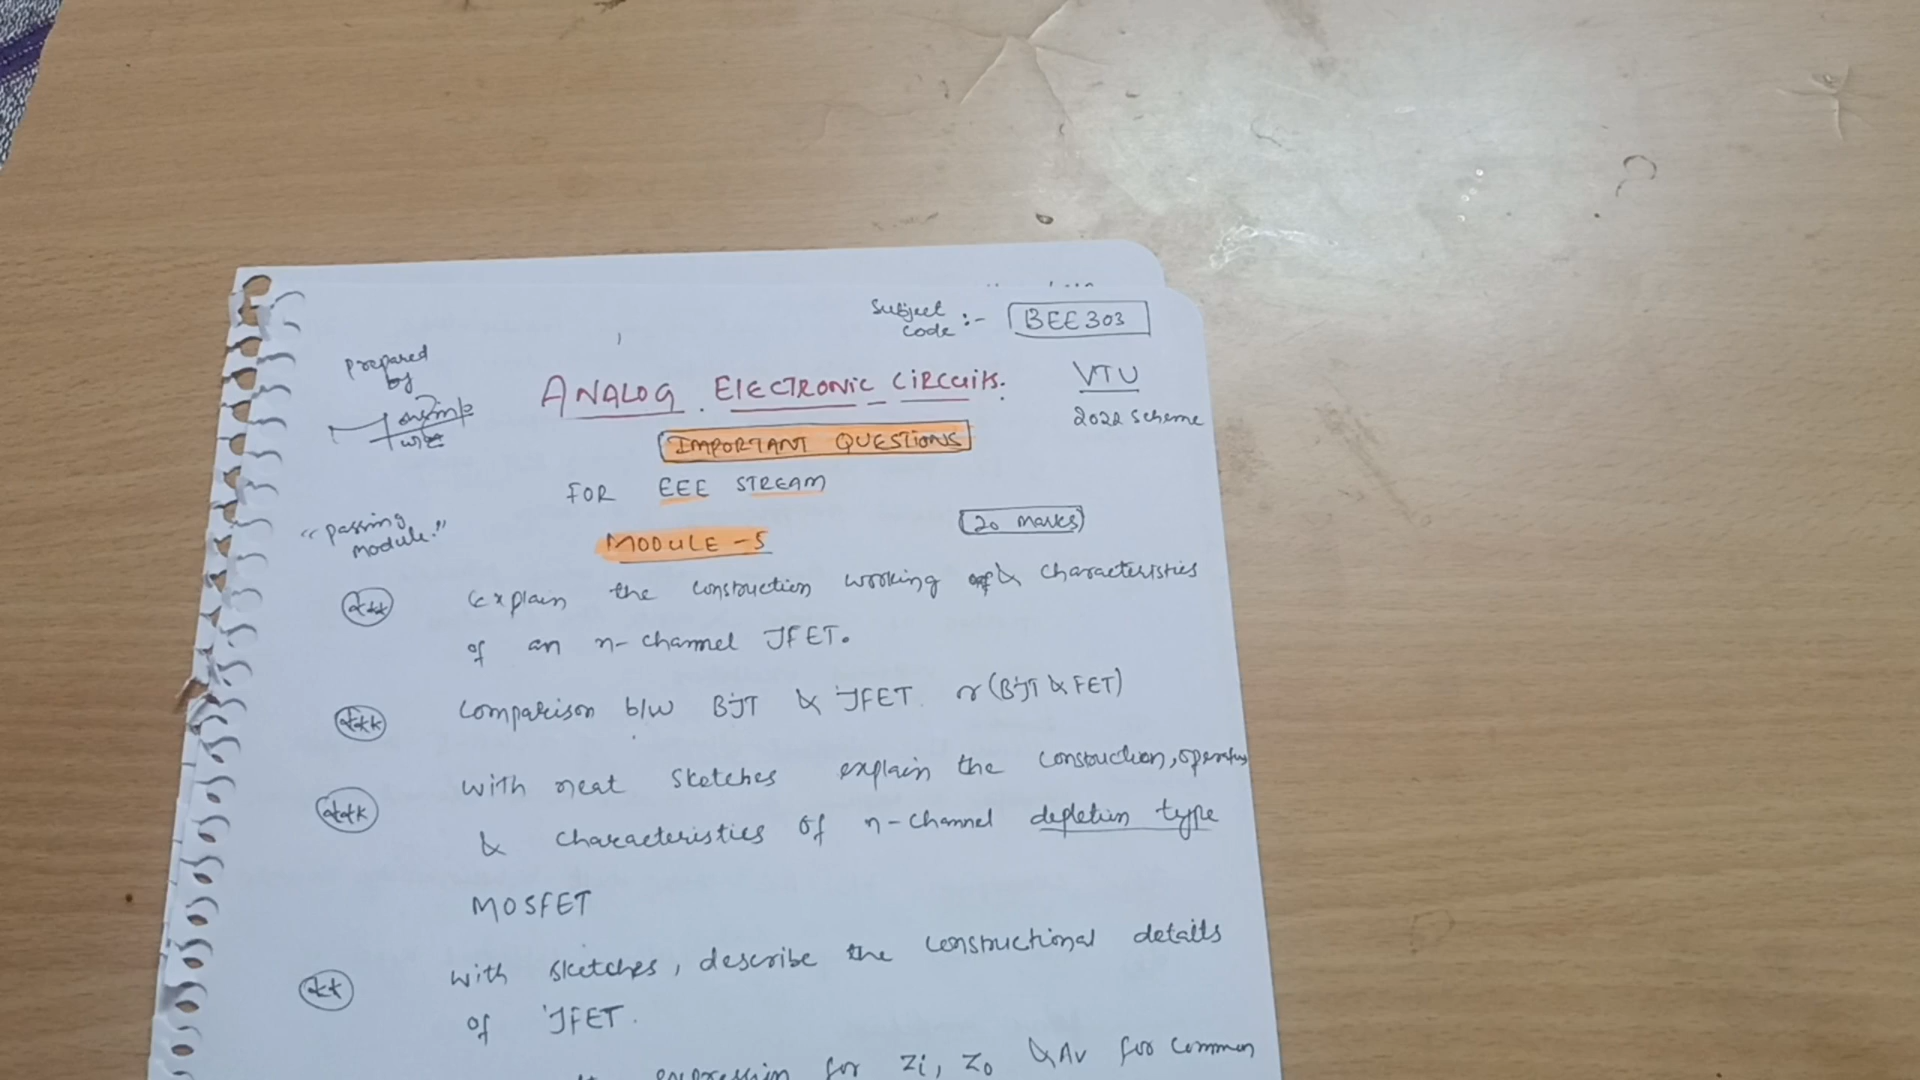 Subject code :- BEE303
Prepared by
ANALOG ELECTRONIC CIRCUITS.
VTU
2022 Scheme
IMPORTANT QUESTIONS
FOR EEE STREAM
"Passing module!"
MODULE -5
20 marks
*** Explain the construction working & characteristics
of an n-channel JFET.
*** Comparison b/w BJT & JFET or (BJT & FET)
*** with neat sketches explain the construction, operation
& characteristics of n-channel depletion type
MOSFET
** with sketches, describe the constructional details
of JFET.
expression for Zi, Zo & Av for common